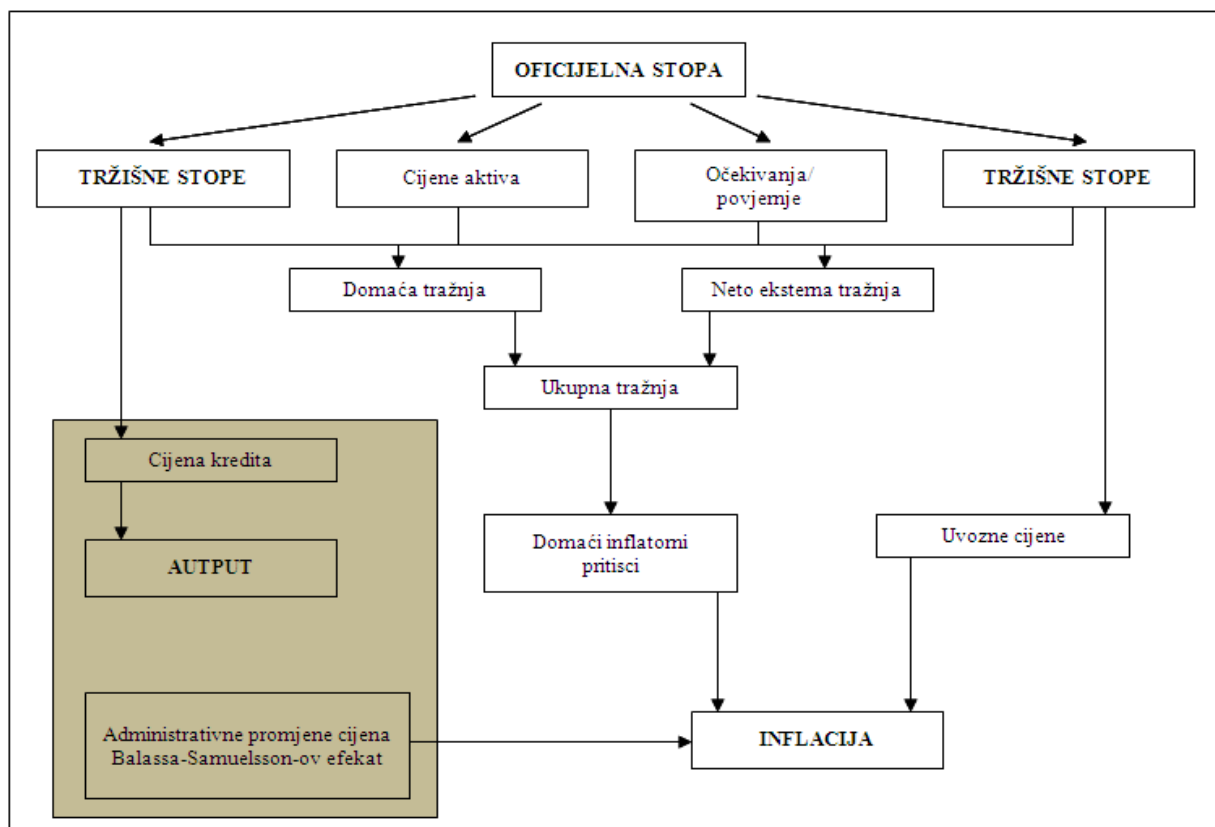 OFICIJELNA STOPA
TRŽIŠNE STOPE
Cijene aktiva
Očekivanja/
povjernje
TRŽIŠNE STOPE
Domaća tražnja
Neto eksterna tražnja
Ukupna tražnja
Cijena kredita
AUTPUT
Domaći inflatorni
pritisci
Uvozne cijene
Administrativne promjene cijena
Balassa-Samuelsson-ov efekat
INFLACIJA